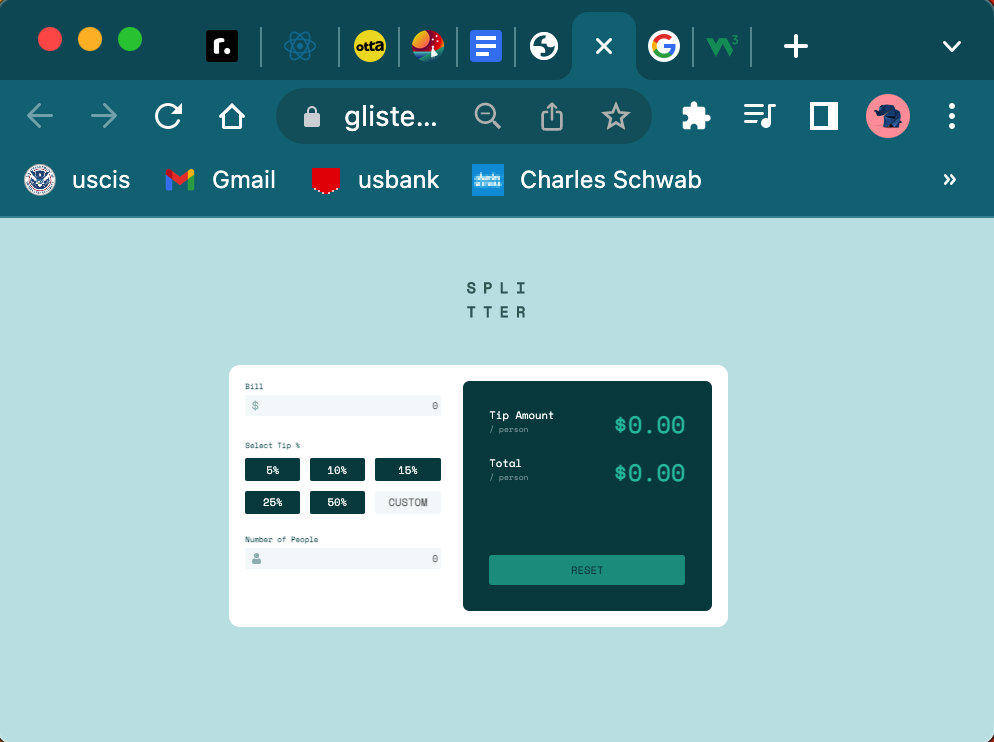 r.
otta
G
W3
gliste...
uscis
Gmail
usbank
Charles Schwab
»
SPLI
TTER
Bill
$ 0
Select Tip %
5% 10% 15%
25% 50% CUSTOM
Number of People
0
Tip Amount
/ person
$0.00
Total
/ person
$0.00
RESET